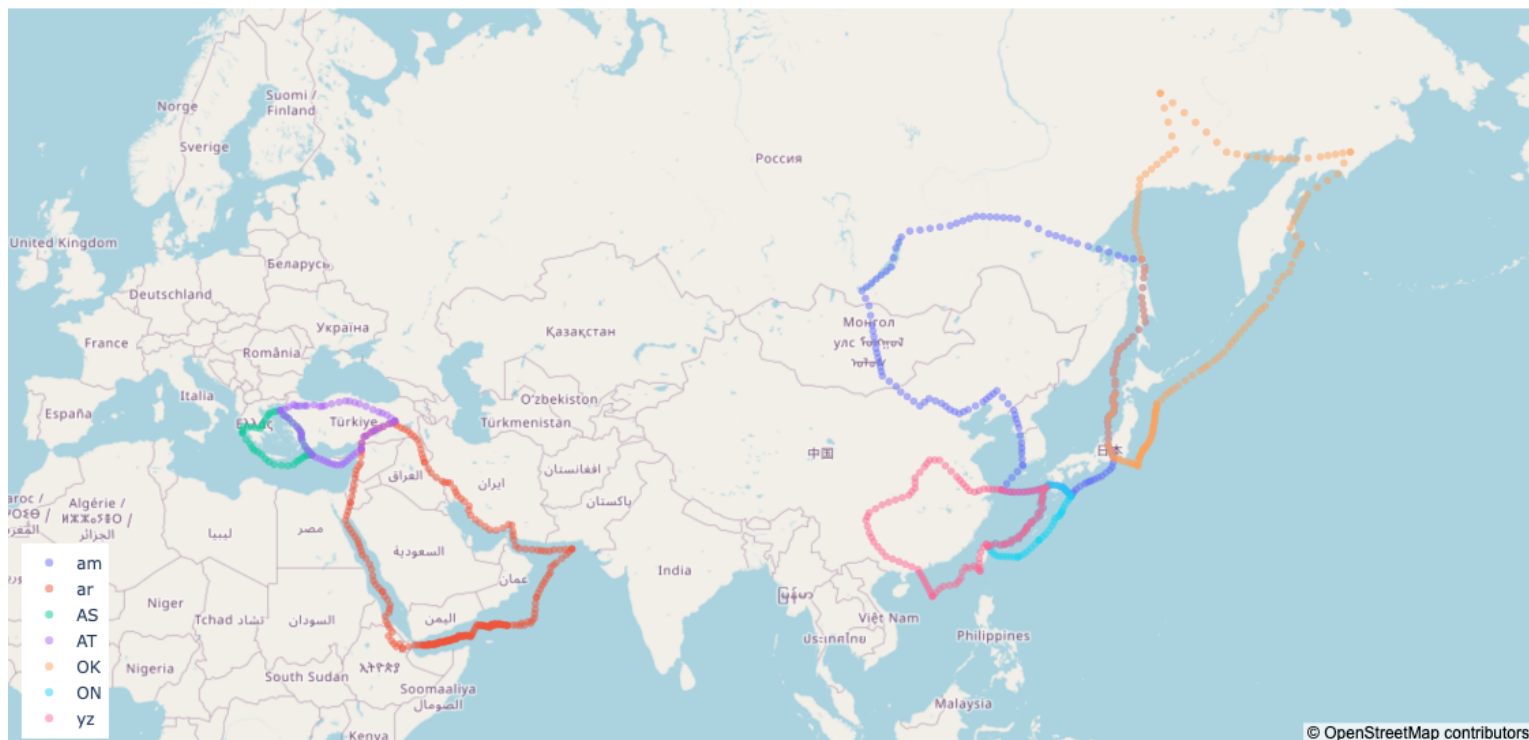 Norge
Suomi /
Finland
Sverige
Россия
United Kingdom
Беларусь
Deutschland
Україна
Қазақстан
Монгол
улс
France
România
Italia
O'zbekiston
España
Ελλάς
Türkiye
Türkmenistan
中国
日本
العراق
ایران
افغانستان
پاکستان
Algérie /
ⵍⵣⵣⴰⵢⴻⵔ /
الجزائر
ليبيا
مصر
السعودية
عمان
India
اليمن
Niger
Tchad تشاد
السودان
Việt Nam
ประเทศไทย
Philippines
Nigeria
South Sudan
Soomaaliya
الصومال
Malaysia
Kenya
am
ar
AS
AT
OK
ON
yz
© OpenStreetMap contributors